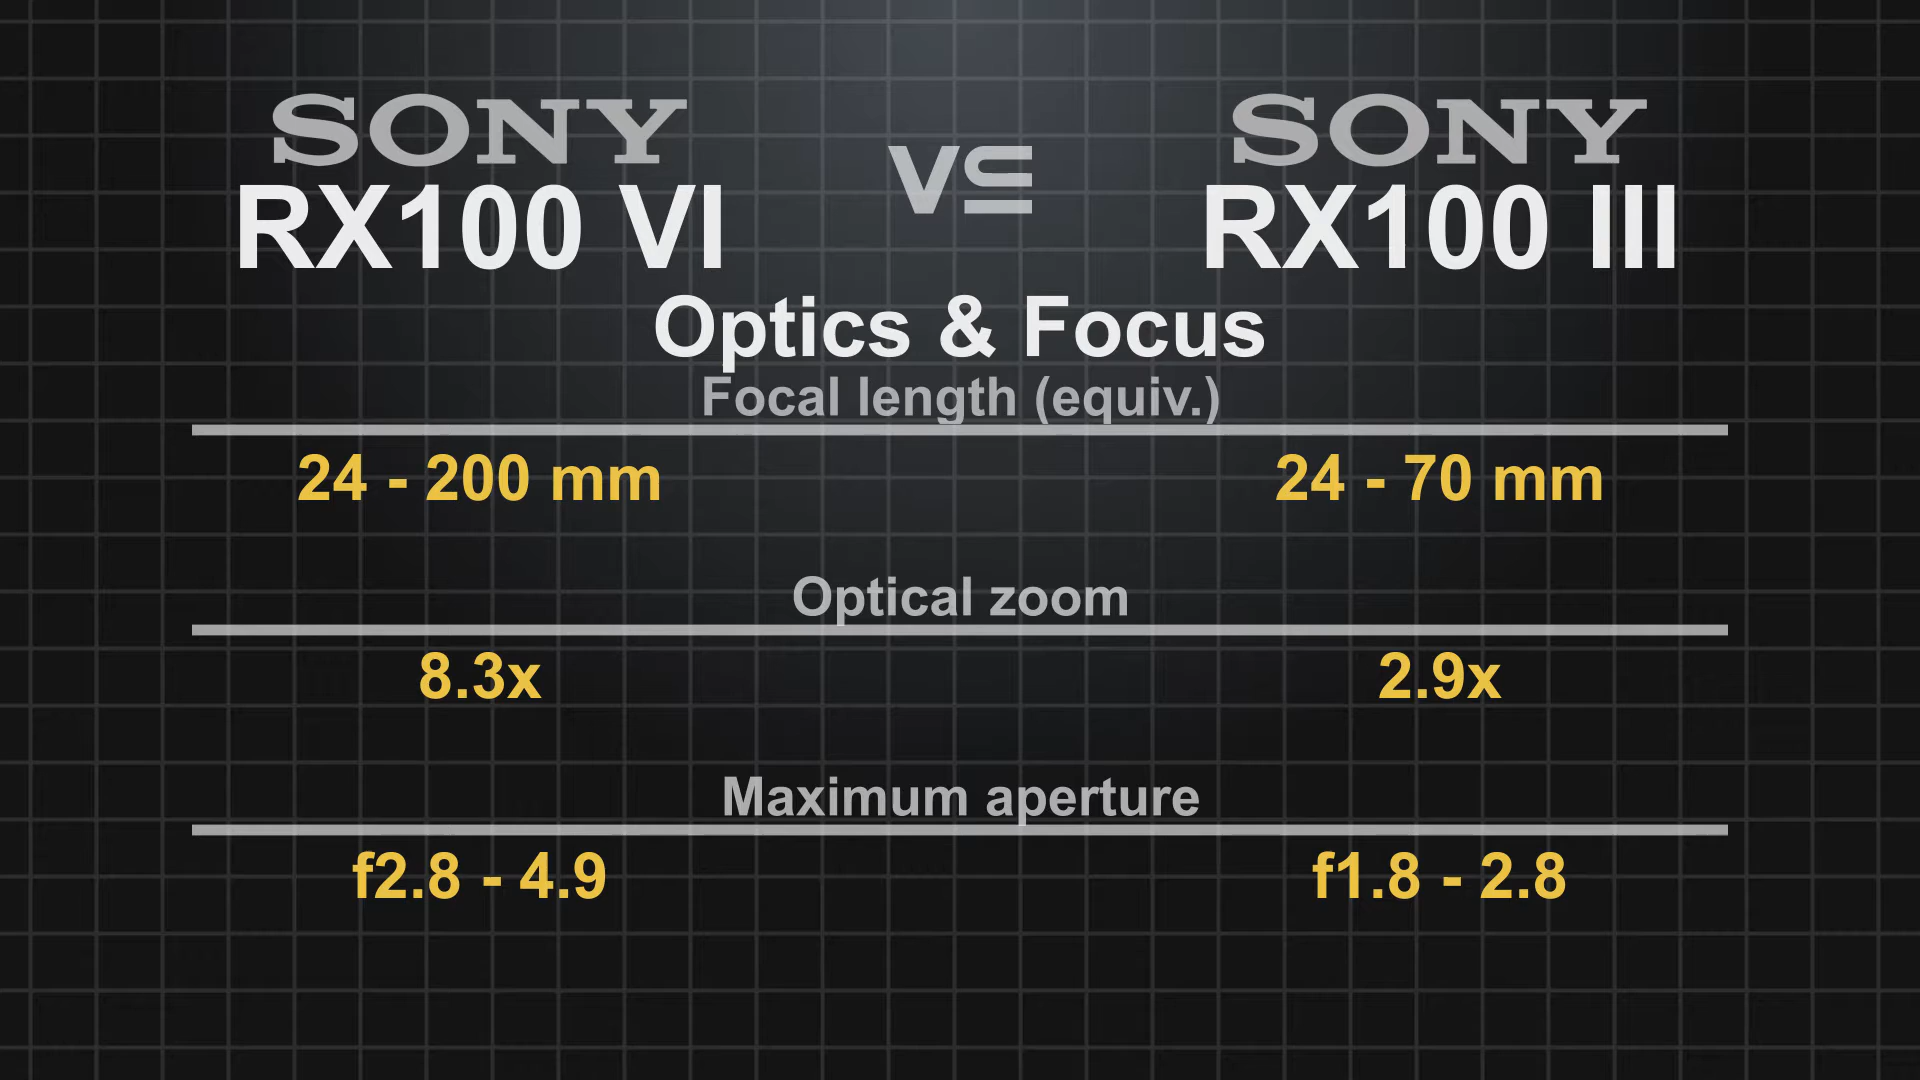 SONY
RX100 VI
VS
SONY
RX100 III
Optics & Focus
Focal length (equiv.)
24 - 200 mm
24 - 70 mm
Optical zoom
8.3x
2.9x
Maximum aperture
f2.8 - 4.9
f1.8 - 2.8